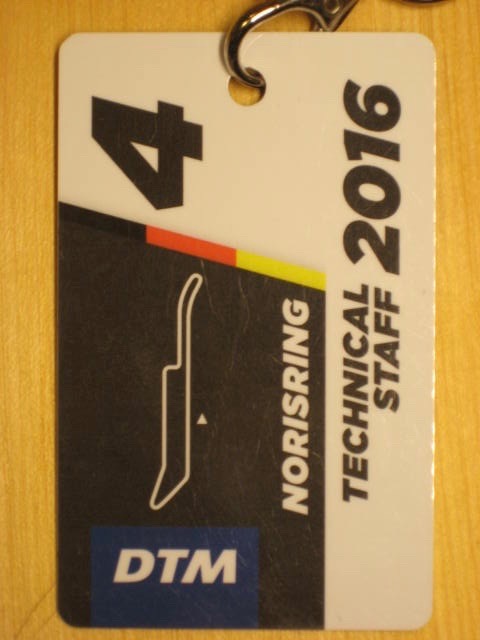 4
2016
TECHNICAL
STAFF
NORISRING
DTM